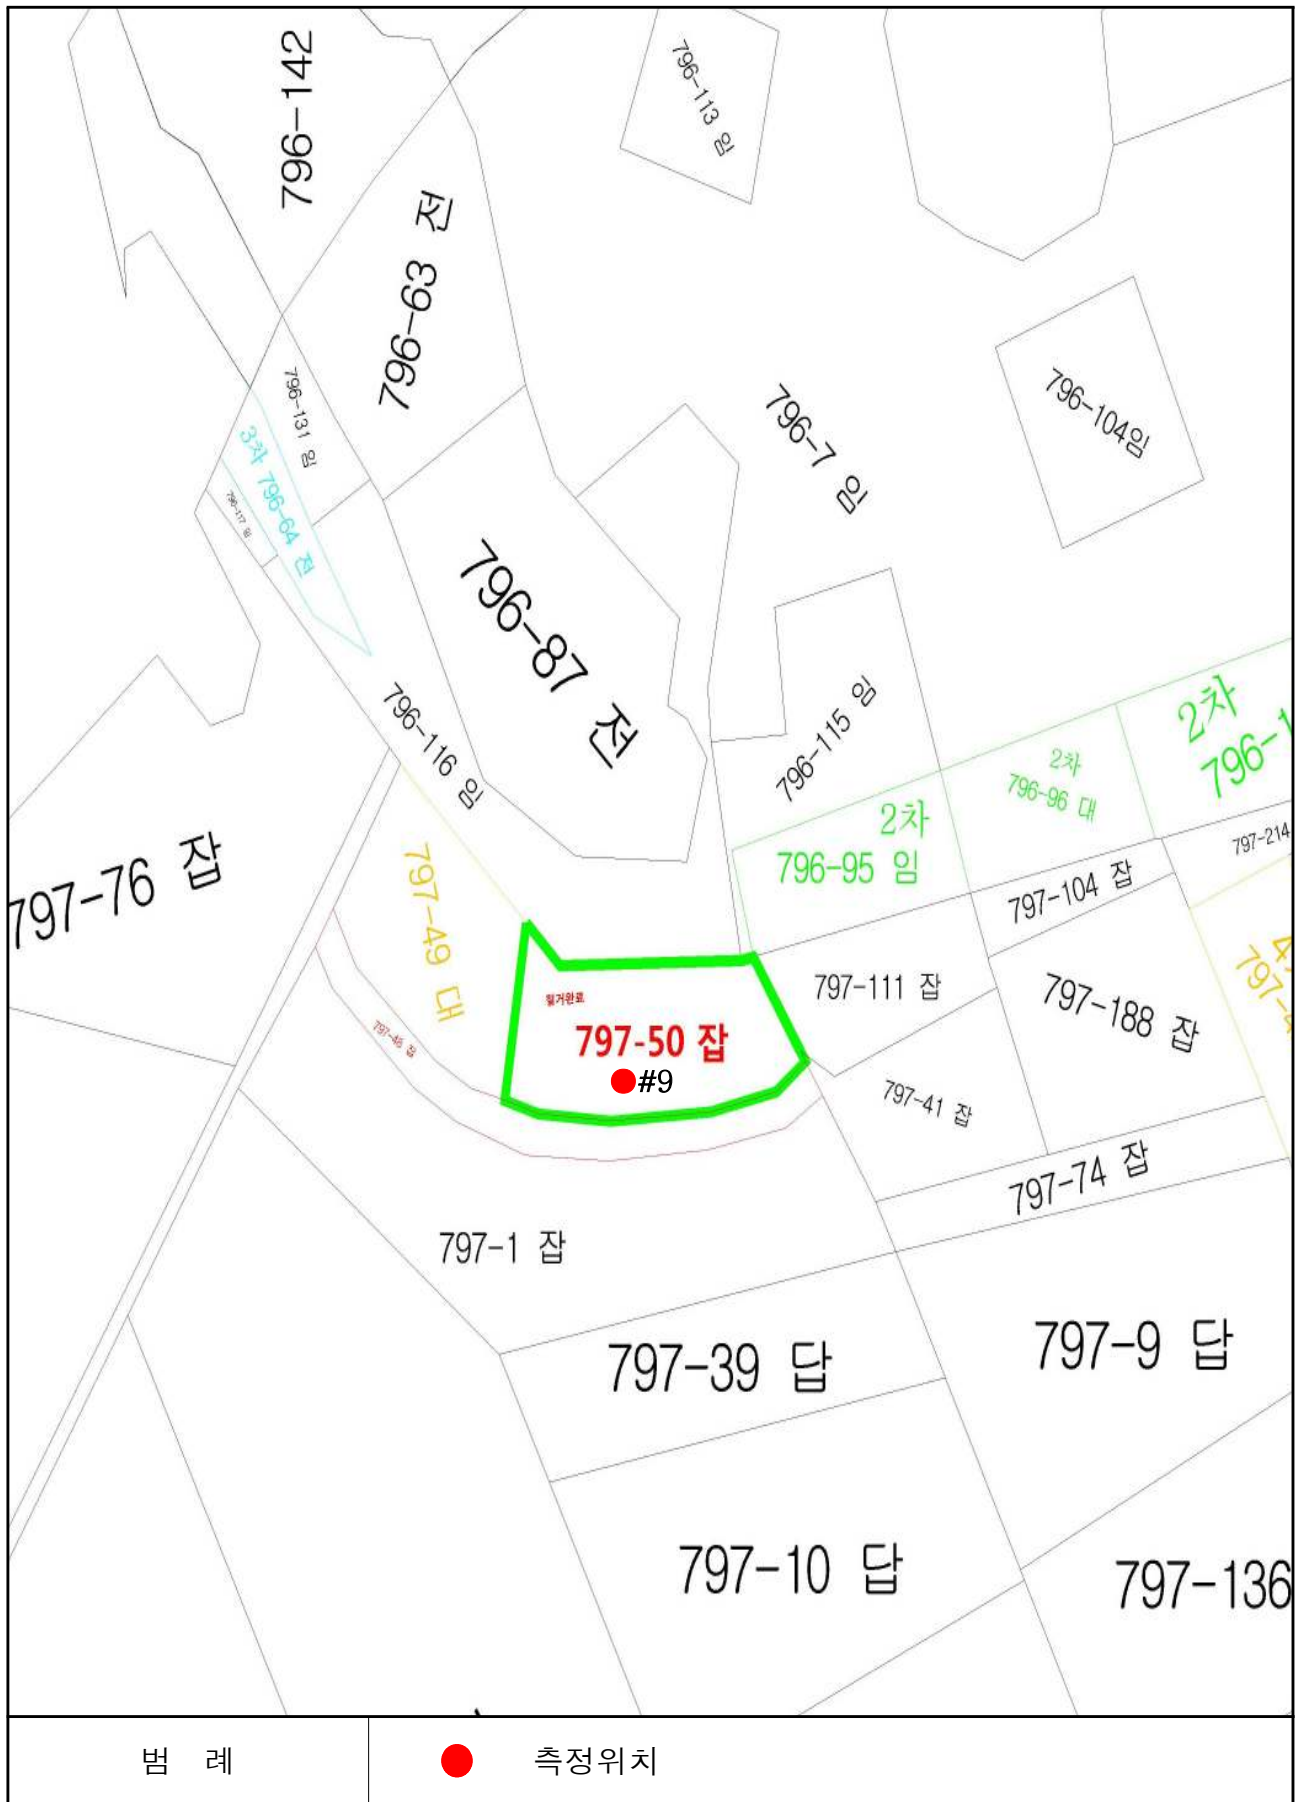 796-142
796-113 임
796-63 전
796-104임
796-131 임
796-7 임
3차 796-64 전
796-117 임
796-87 전
796-116 임
796-115 임
2차
796-1
2차
796-96 대
2차
796-95 임
797-214
797-76 잡
797-49 대
797-104 잡
797-111 잡
797-188 잡
797-50 잡
#9
797-41 잡
797-74 잡
797-1 잡
797-39 답
797-9 답
797-10 답
797-136
범 례
측정위치